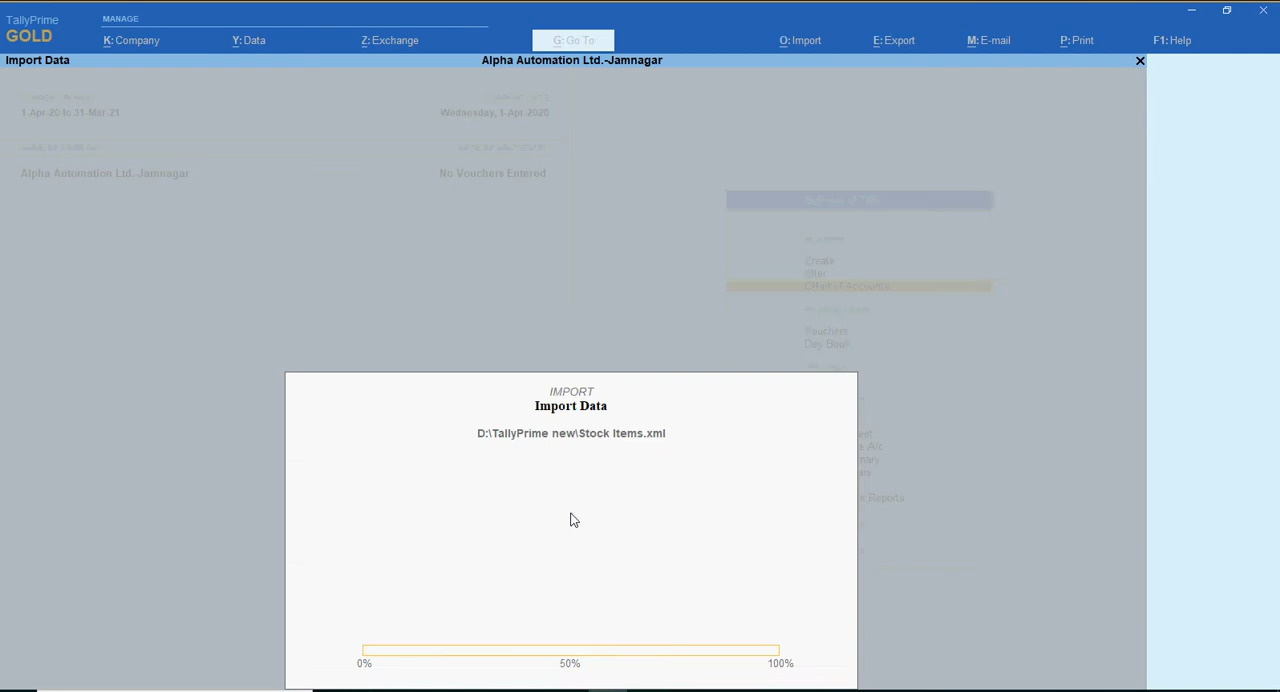 TallyPrime
GOLD
MANAGE
K: Company
Y: Data
Z: Exchange
G: Go To
O: Import
E: Export
M: E-mail
P: Print
F1: Help
Import Data
Alpha Automation Ltd.-Jamnagar
1-Apr-20 to 31-Mar-21
Wednesday, 1-Apr-2020
Alpha Automation Ltd.-Jamnagar
No Vouchers Entered
Create
Alter
Chart of Accounts
Vouchers
Day Book
Reports
IMPORT
Import Data
D:\TallyPrime new\Stock Items.xml
0%
50%
100%